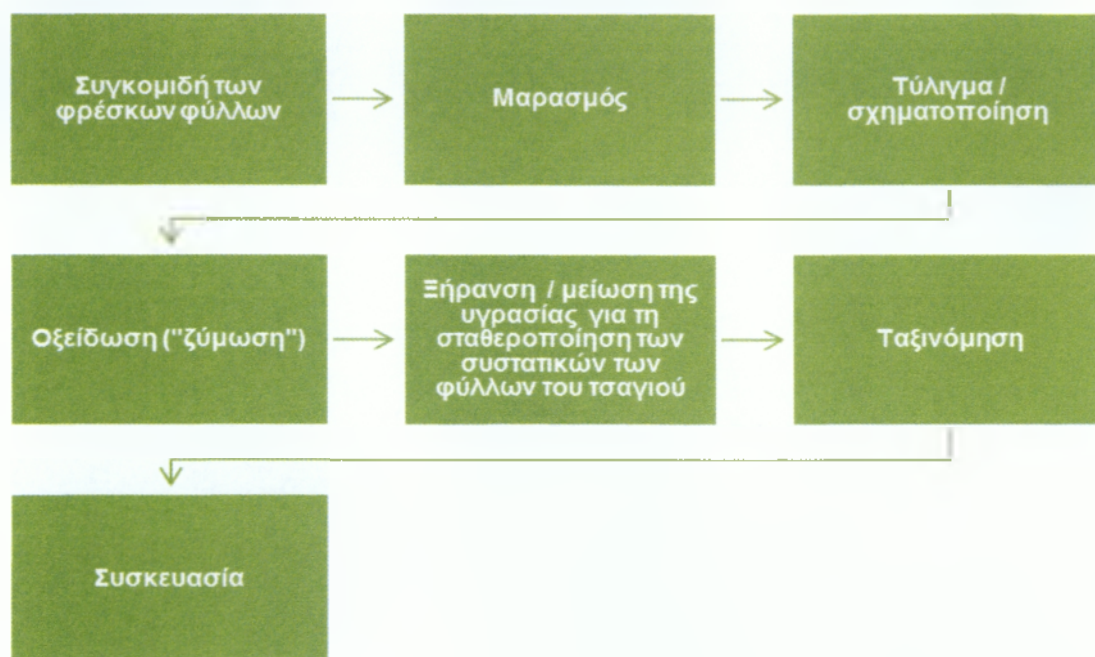 Συγκομιδή των
φρέσκων φύλλων
Μαρασμός
Τύλιγμα /
σχηματοποίηση
Οξείδωση ("ζύμωση")
Ξήρανση / μείωση της
υγρασίας για τη
σταθεροποίηση των
συστατικών των
φύλλων του τσαγιού
Ταξινόμηση
Συσκευασία